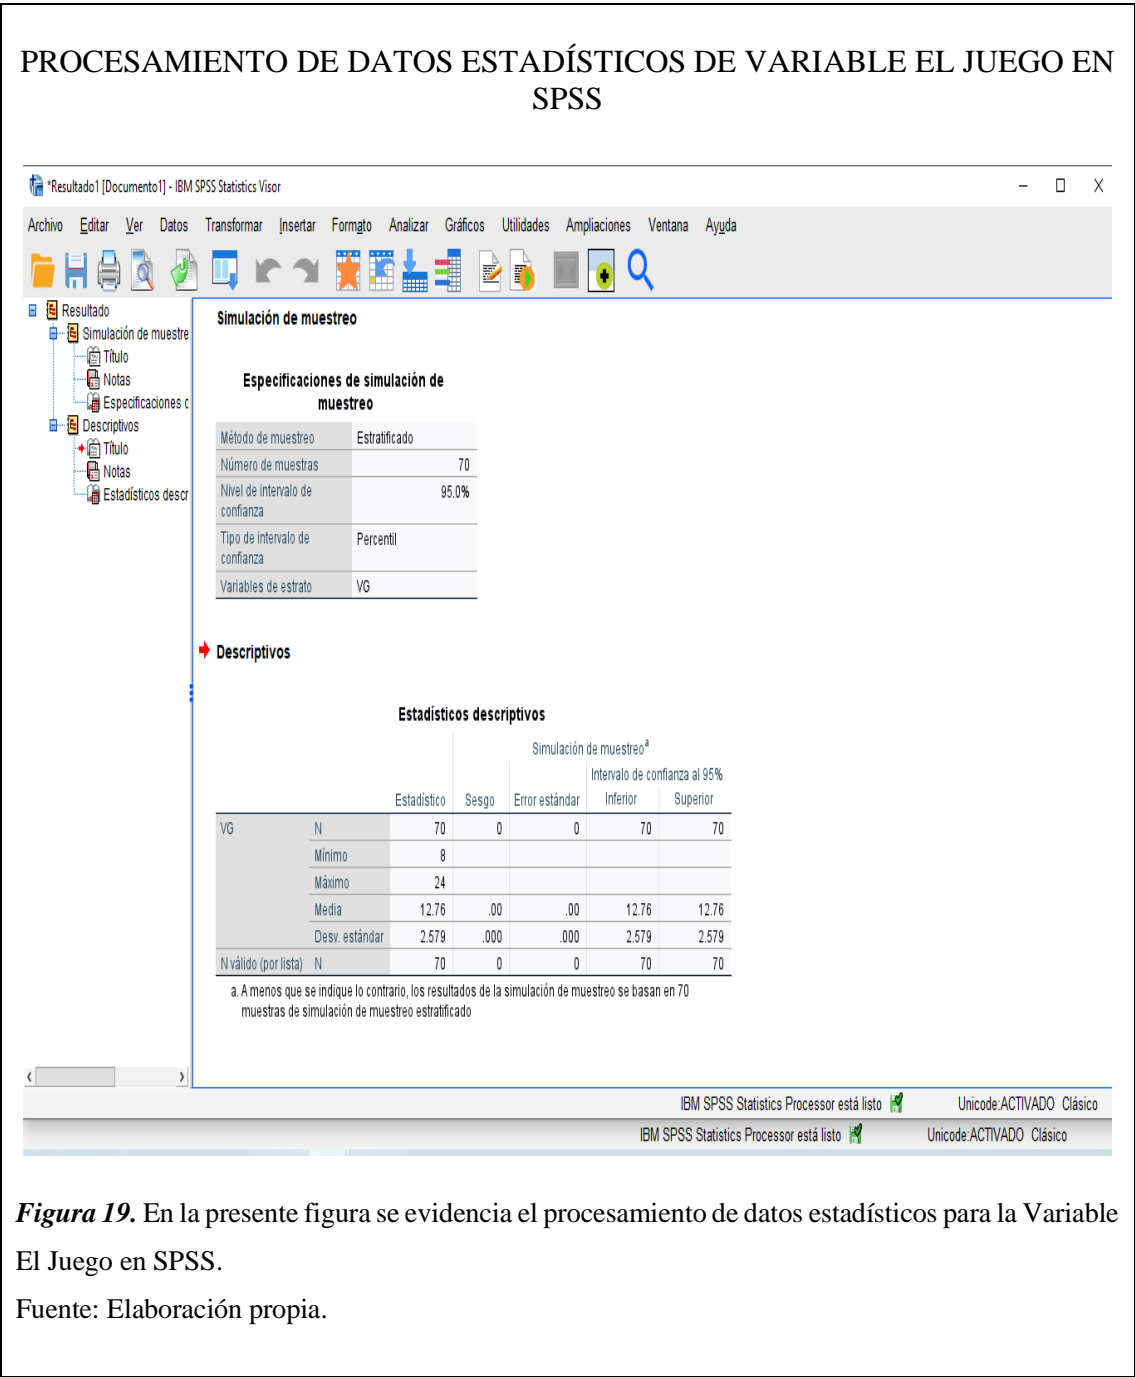 PROCESAMIENTO DE DATOS ESTADÍSTICOS DE VARIABLE EL JUEGO EN
SPSS
*Resultado1 [Documento1] - IBM SPSS Statistics Visor
Archivo Editar Ver Datos Transformar Insertar Formato Analizar Gráficos Utilidades Ampliaciones Ventana Ayuda
Resultado
Simulación de muestre
Título
Notas
Especificaciones c
Descriptivos
Título
Notas
Estadísticos descr
Simulación de muestreo
Especificaciones de simulación de
muestreo
Método de muestreo Estratificado
Número de muestras 70
Nivel de intervalo de
confianza 95.0%
Tipo de intervalo de
confianza Percentil
Variables de estrato VG
Descriptivos
Estadísticos descriptivos
Simulación de muestreo a
Intervalo de confianza al 95%
Estadístico Sesgo Error estándar Inferior Superior
VG N 70 0 0 70 70
Mínimo 8
Máximo 24
Media 12.76 .00 .00 12.76 12.76
Desv. estándar 2.579 .000 .000 2.579 2.579
N válido (por lista) N 70 0 0 70 70
a. A menos que se indique lo contrario, los resultados de la simulación de muestreo se basan en 70
muestras de simulación de muestreo estratificado
IBM SPSS Statistics Processor está listo Unicode:ACTIVADO Clásico
IBM SPSS Statistics Processor está listo Unicode:ACTIVADO Clásico
Figura 19. En la presente figura se evidencia el procesamiento de datos estadísticos para la Variable
El Juego en SPSS.
Fuente: Elaboración propia.